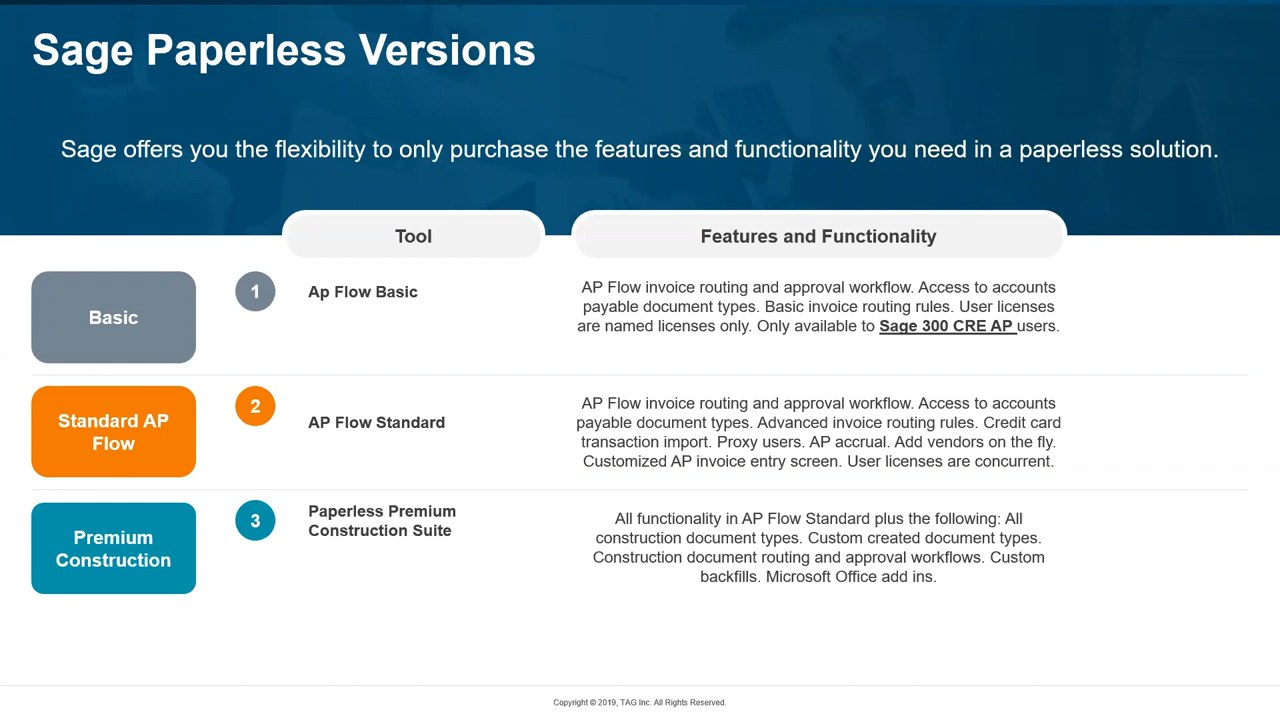 Sage Paperless Versions
Sage offers you the flexibility to only purchase the features and functionality you need in a paperless solution.
Tool
Features and Functionality
Basic
1
Ap Flow Basic
AP Flow invoice routing and approval workflow. Access to accounts
payable document types. Basic invoice routing rules. User licenses
are named licenses only. Only available to Sage 300 CRE AP users.
Standard AP
Flow
2
AP Flow Standard
AP Flow invoice routing and approval workflow. Access to accounts
payable document types. Advanced invoice routing rules. Credit card
transaction import. Proxy users. AP accrual. Add vendors on the fly.
Customized AP invoice entry screen. User licenses are concurrent.
Premium
Construction
3
Paperless Premium
Construction Suite
All functionality in AP Flow Standard plus the following: All
construction document types. Custom created document types.
Construction document routing and approval workflows. Custom
backfills. Microsoft Office add ins.
Copyright © 2019, TAG Inc. All Rights Reserved.